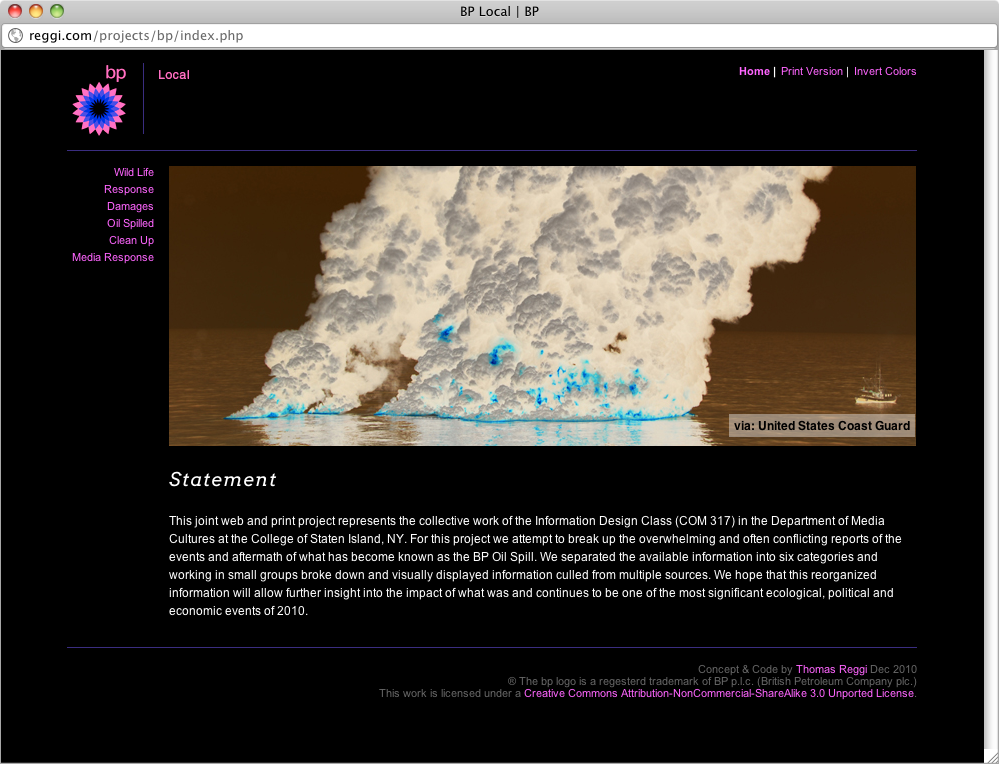 BP Local | BP
reggi.com/projects/bp/index.php
bp
Local
Home | Print Version | Invert Colors
Wild Life
Response
Damages
Oil Spilled
Clean Up
Media Response
via: United States Coast Guard
Statement
This joint web and print project represents the collective work of the Information Design Class (COM 317) in the Department of Media
Cultures at the College of Staten Island, NY. For this project we attempt to break up the overwhelming and often conflicting reports of the
events and aftermath of what has become known as the BP Oil Spill. We separated the available information into six categories and
working in small groups broke down and visually displayed information culled from multiple sources. We hope that this reorganized
information will allow further insight into the impact of what was and continues to be one of the most significant ecological, political and
economic events of 2010.
Concept & Code by Thomas Reggi Dec 2010
® The bp logo is a regesterd trademark of BP p.l.c. (British Petroleum Company plc.)
This work is licensed under a Creative Commons Attribution-NonCommercial-ShareAlike 3.0 Unported License.